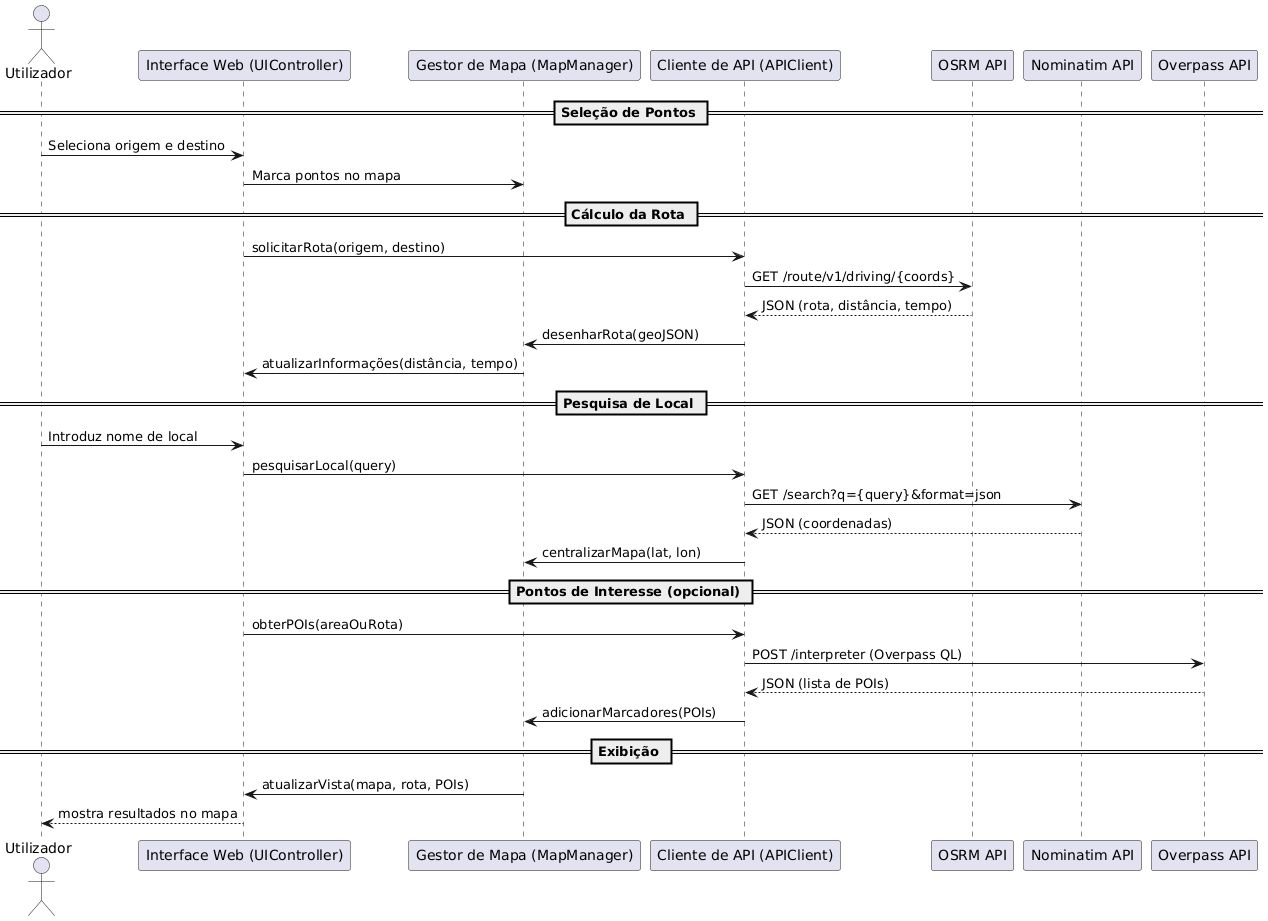 Utilizador
Interface Web (UIController)
Gestor de Mapa (MapManager)
Cliente de API (APIClient)
OSRM API
Nominatim API
Overpass API
Seleção de Pontos
Seleciona origem e destino
Marca pontos no mapa
Cálculo da Rota
solicitarRota(origem, destino)
GET /route/v1/driving/{coords}
JSON (rota, distância, tempo)
desenharRota(geoJSON)
atualizarInformações(distância, tempo)
Pesquisa de Local
Introduz nome de local
pesquisarLocal(query)
GET /search?q={query}&format=json
JSON (coordenadas)
centralizarMapa(lat, lon)
Pontos de Interesse (opcional)
obterPOIs(areaOuRota)
POST /interpreter (Overpass QL)
JSON (lista de POIs)
adicionarMarcadores(POIs)
Exibição
atualizarVista(mapa, rota, POIs)
mostra resultados no mapa
Utilizador
Interface Web (UIController)
Gestor de Mapa (MapManager)
Cliente de API (APIClient)
OSRM API
Nominatim API
Overpass API